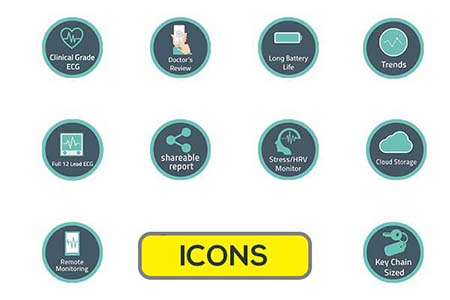 Clinical Grade
ECG
Doctor's
Review
Long Battery
Life
Trends
Full 12 Lead ECG
shareable
report
Stress/HRV
Monitor
Cloud Storage
Remote
Monitoring
ICONS
Key Chain
Sized